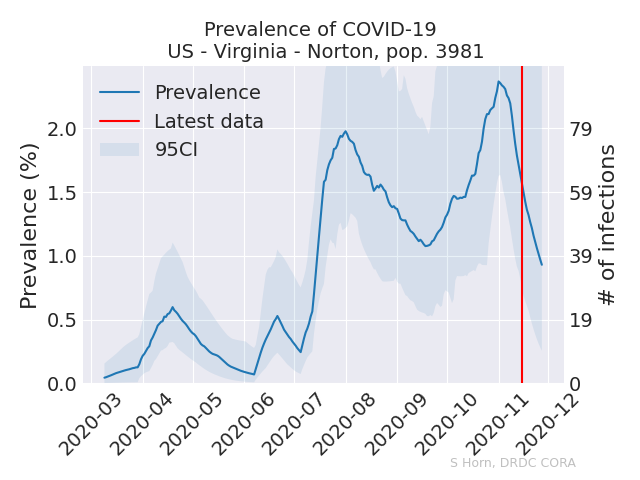 Prevalence of COVID-19
US - Virginia - Norton, pop. 3981
Prevalence
Latest data
95CI
Prevalence (%)
2.0
1.5
1.0
0.5
0.0
79
59
39
19
0
# of infections
2020-03
2020-04
2020-05
2020-06
2020-07
2020-08
2020-09
2020-10
2020-11
2020-12
S Horn, DRDC CORA